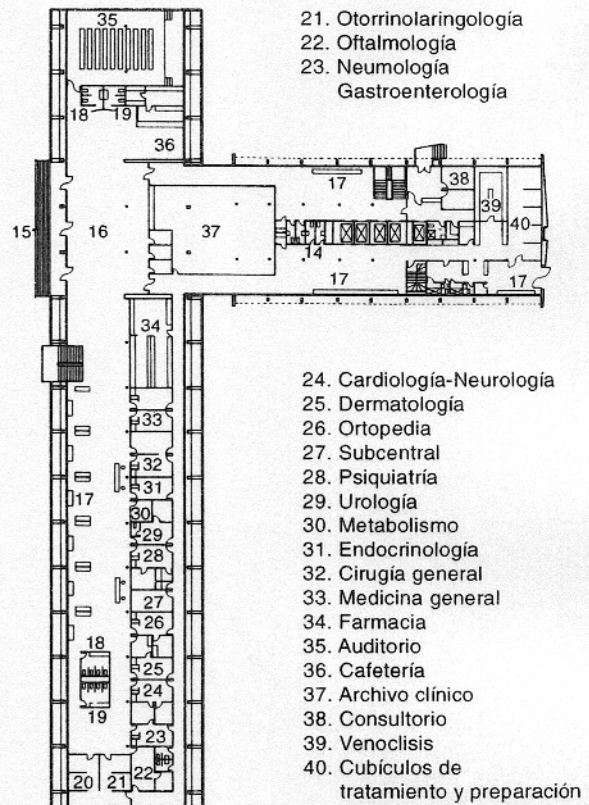 35
18
19
36
21. Otorrinolaringología
22. Oftalmología
23. Neumología
Gastroenterología
17
38
39
40
15
16
37
14
17
17
34
33
32
31
17
30
29
28
27
26
18
25
24
19
23
22
20
21
24. Cardiología-Neurología
25. Dermatología
26. Ortopedia
27. Subcentral
28. Psiquiatría
29. Urología
30. Metabolismo
31. Endocrinología
32. Cirugía general
33. Medicina general
34. Farmacia
35. Auditorio
36. Cafetería
37. Archivo clínico
38. Consultorio
39. Venoclisis
40. Cubículos de
tratamiento y preparación